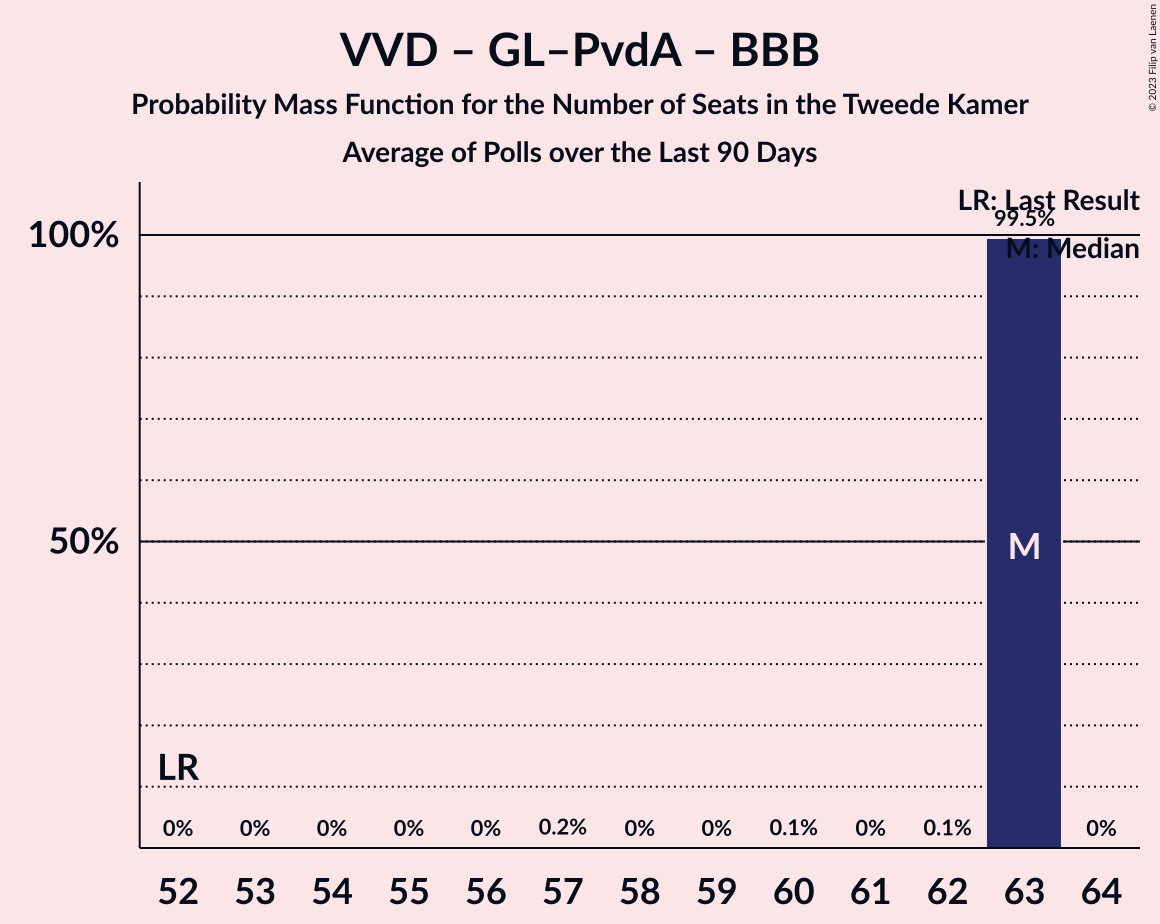 VVD – GL–PvdA – BBB
Probability Mass Function for the Number of Seats in the Tweede Kamer
Average of Polls over the Last 90 Days
© 2023 Filip van Laenen
LR: Last Result
99.5%
100%
M: Median
50%
M
LR
0% 0% 0% 0% 0% 0.2% 0% 0% 0.1% 0% 0.1% 0%
52 53 54 55 56 57 58 59 60 61 62 63 64